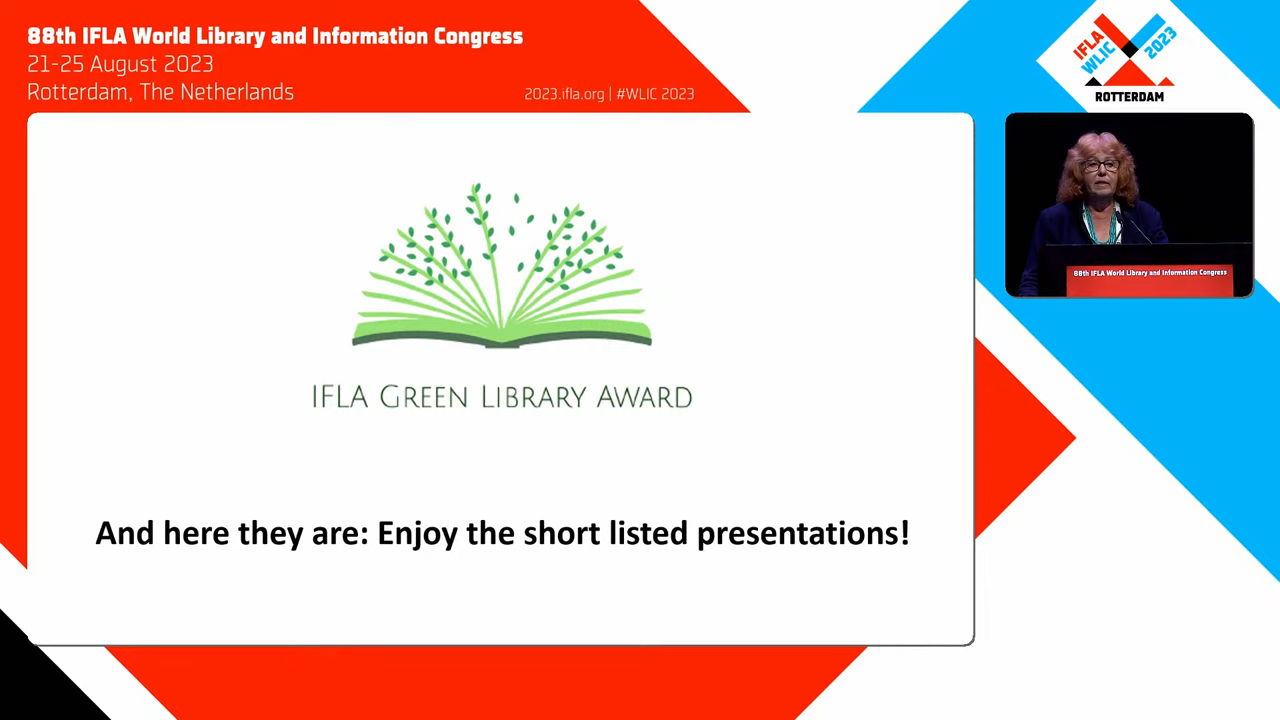 88th IFLA World Library and Information Congress
21-25 August 2023
Rotterdam, The Netherlands
2023.ifla.org | #WLIC 2023
IFLA
WLIC
2023
ROTTERDAM
88th IFLA World Library and Information Congress
IFLA GREEN LIBRARY AWARD
And here they are: Enjoy the short listed presentations!